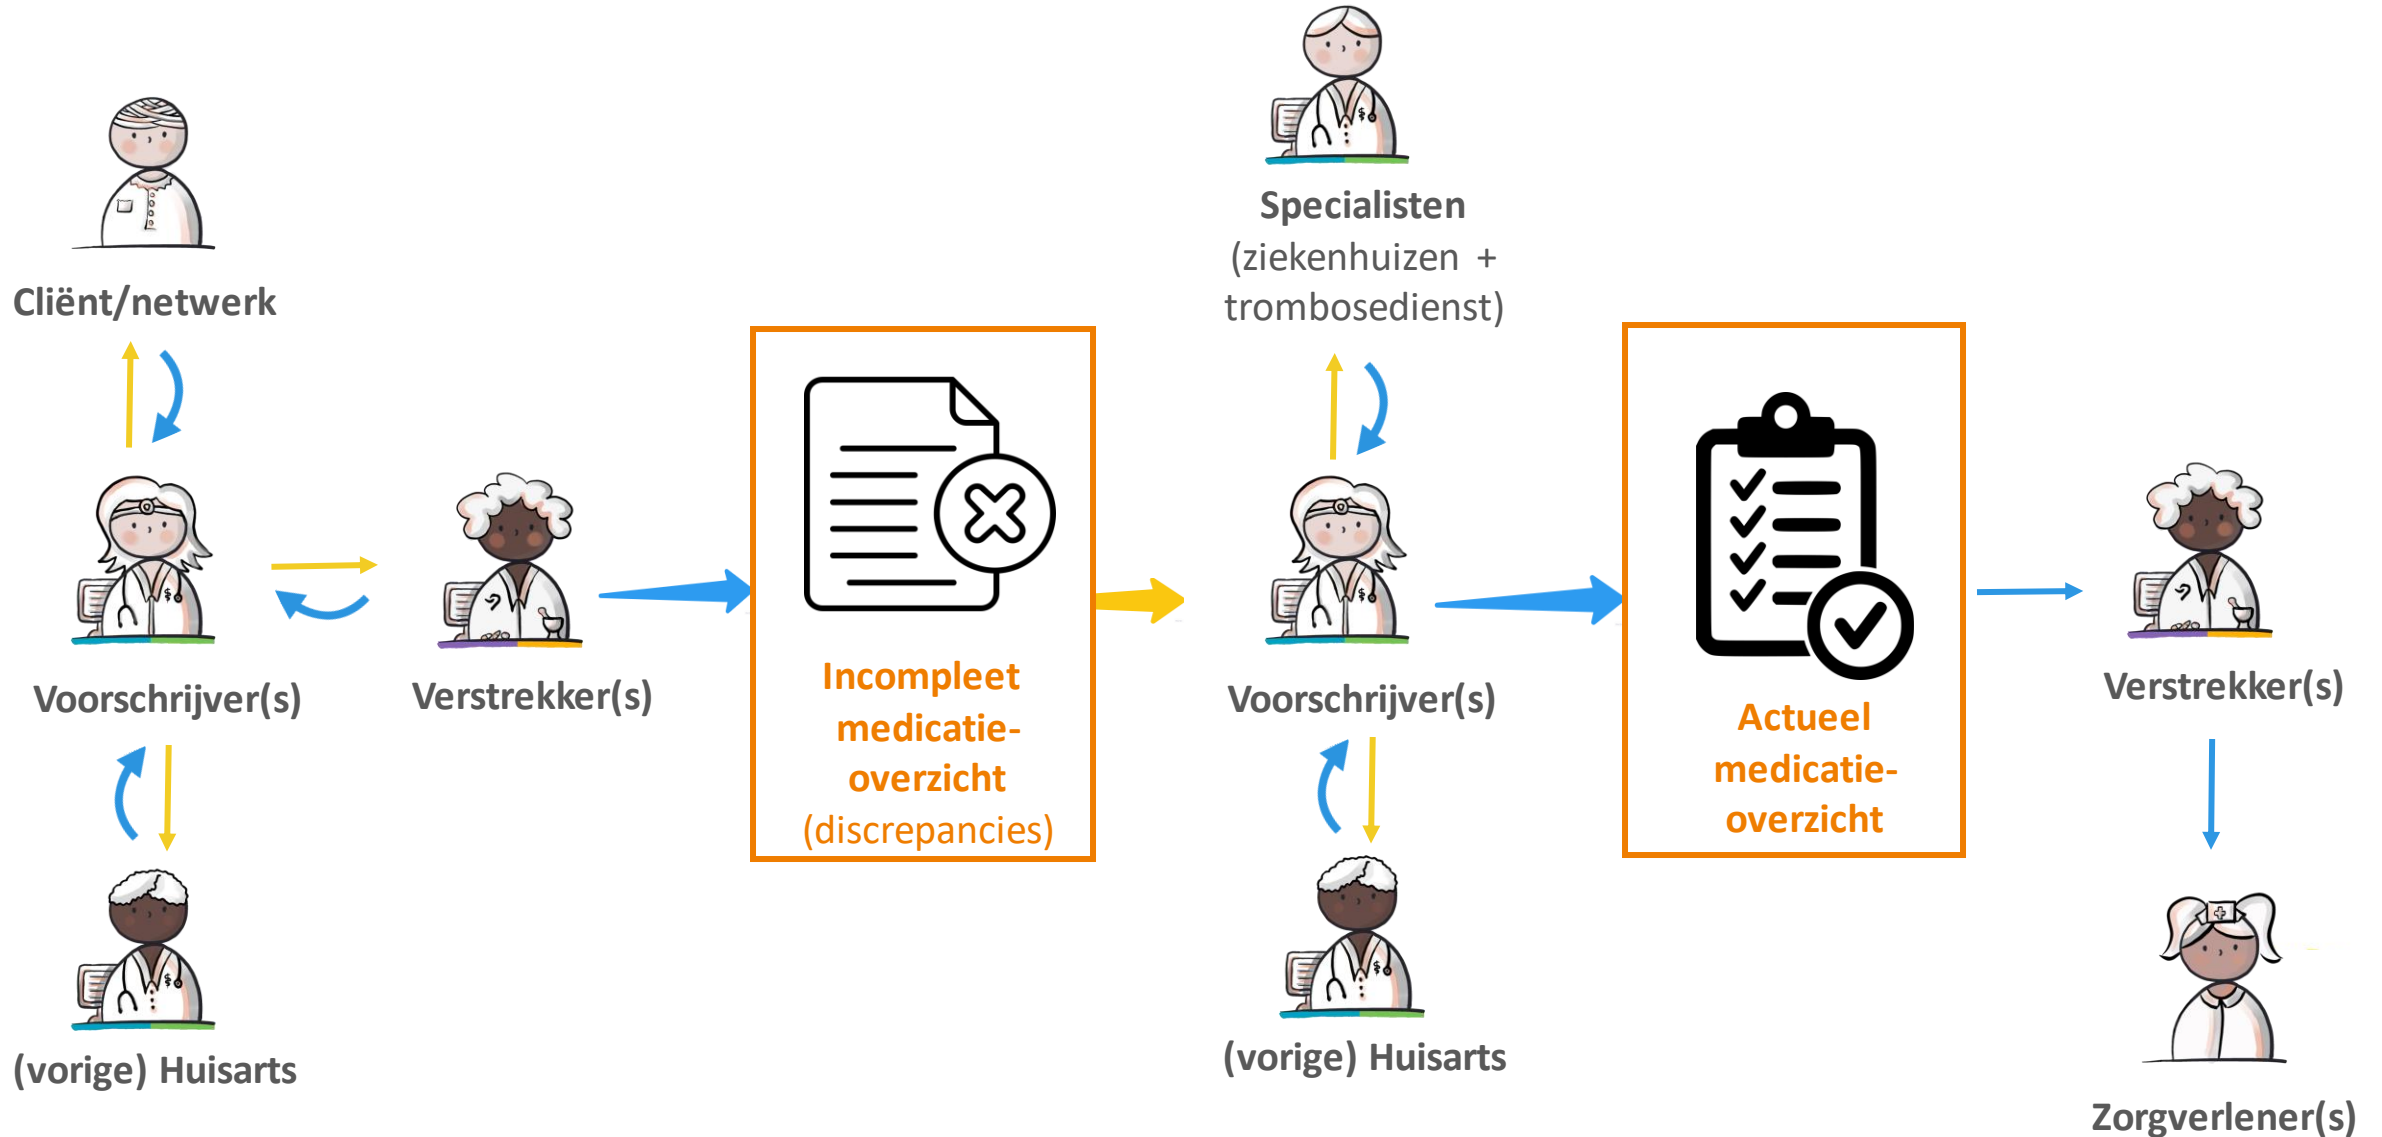 Cliënt/netwerk
Voorschrijver(s)
(vorige) Huisarts
Verstrekker(s)
Incompleet
medicatie-
overzicht
(discrepancies)
Specialisten
(ziekenhuizen +
trombosedienst)
Voorschrijver(s)
(vorige) Huisarts
Actueel
medicatie-
overzicht
Verstrekker(s)
Zorgverlener(s)